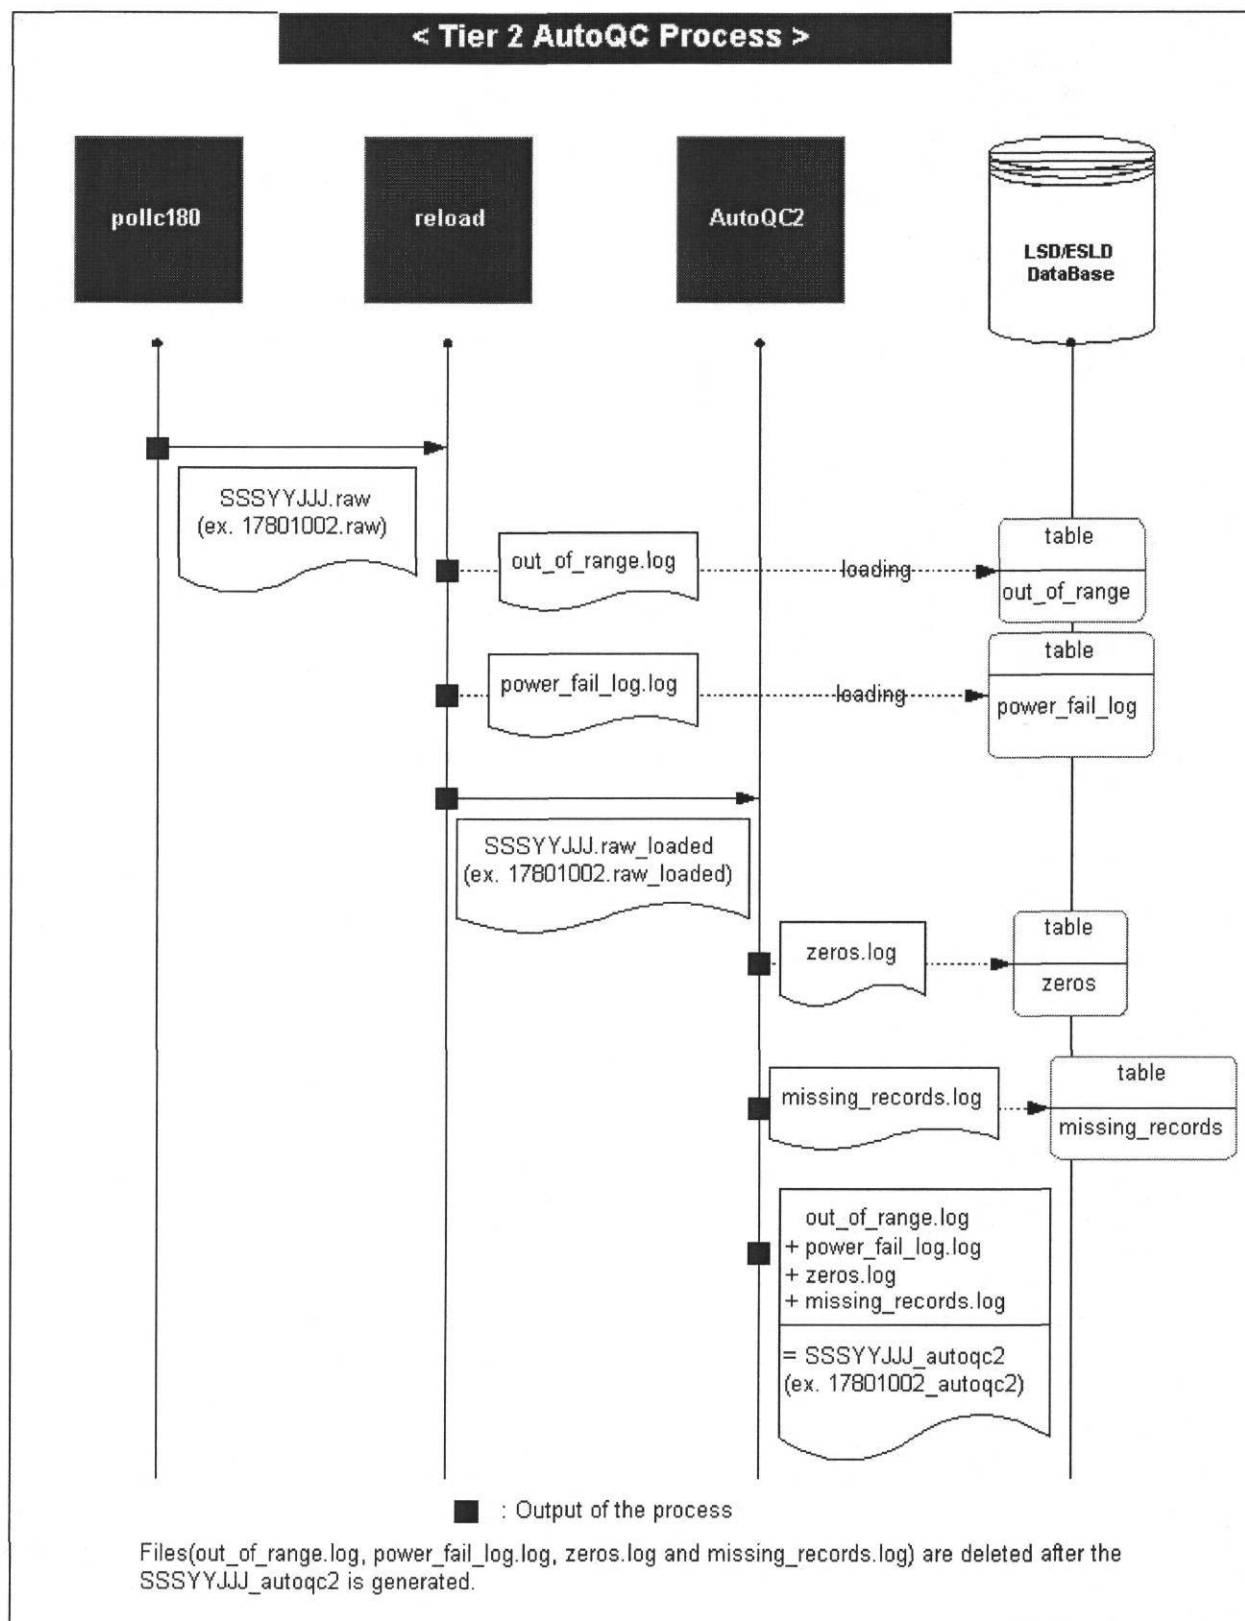 < Tier 2 AutoQC Process >
pollc180
reload
AutoQC2
LSD/ESLD
DataBase
SSSYYJJJ.raw
(ex. 17801002.raw)
out_of_range.log
loading
table
out_of_range
power_fail_log.log
loading
table
power_fail_log
SSSYYJJJ.raw_loaded
(ex. 17801002.raw_loaded)
zeros.log
table
zeros
missing_records.log
table
missing_records
out_of_range.log
+ power_fail_log.log
+ zeros.log
+ missing_records.log
= SSSYYJJJ_autoqc2
(ex. 17801002_autoqc2)
: Output of the process
Files(out_of_range.log, power_fail_log.log, zeros.log and missing_records.log) are deleted after the
SSSYYJJJ_autoqc2 is generated.